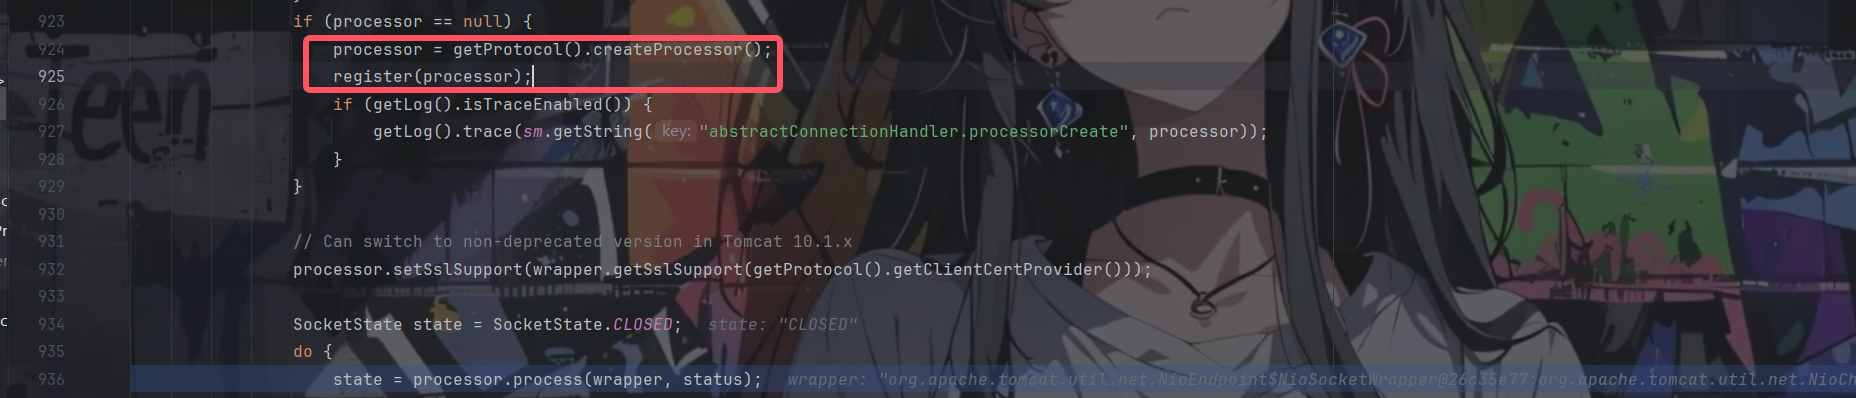 923 if (processor == null) {
924 processor = getProtocol().createProcessor();
925 register(processor);
926 if (getLog().isTraceEnabled()) {
927 getLog().trace(sm.getString( key: "abstractConnectionHandler.processorCreate", processor));
928 }
929 }
930
931 // Can switch to non-deprecated version in Tomcat 10.1.x
932 processor.setSslSupport(wrapper.getSslSupport(getProtocol().getClientCertProvider()));
933
934 SocketState state = SocketState.CLOSED; state: "CLOSED"
935 do {
936 state = processor.process(wrapper, status); wrapper: "org.apache.tomcat.util.net.NioEndpoint$NioSocketWrapper@26c35e77:org.apache.tomcat.util.net.NioCh
een